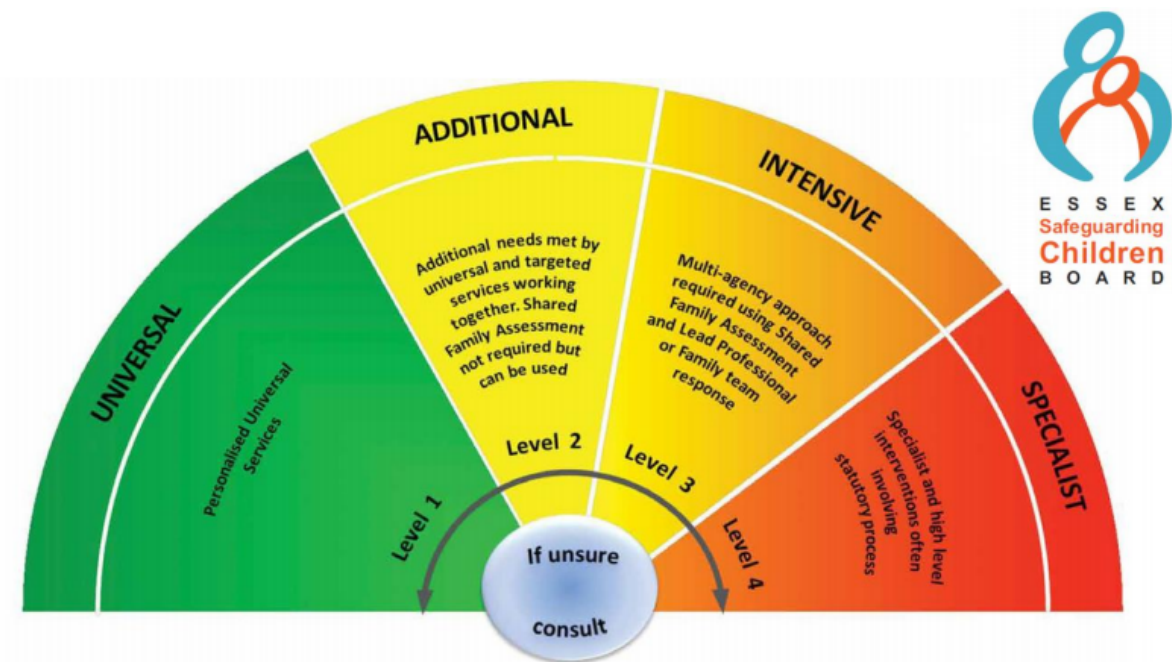 UNIVERSAL
Personalised Universal
Services
Level 1
ADDITIONAL
Additional needs met by
universal and targeted
services working
together. Shared
Family Assessment
not required but
can be used
Level 2
INTENSIVE
Multi-agency approach
required using Shared
Family Assessment
and Lead Professional
or Family team
response
Level 3
SPECIALIST
Specialist and high level
interventions often
involving
statutory process
Level 4
If unsure
consult
ESSEX
Safeguarding
Children
BOARD